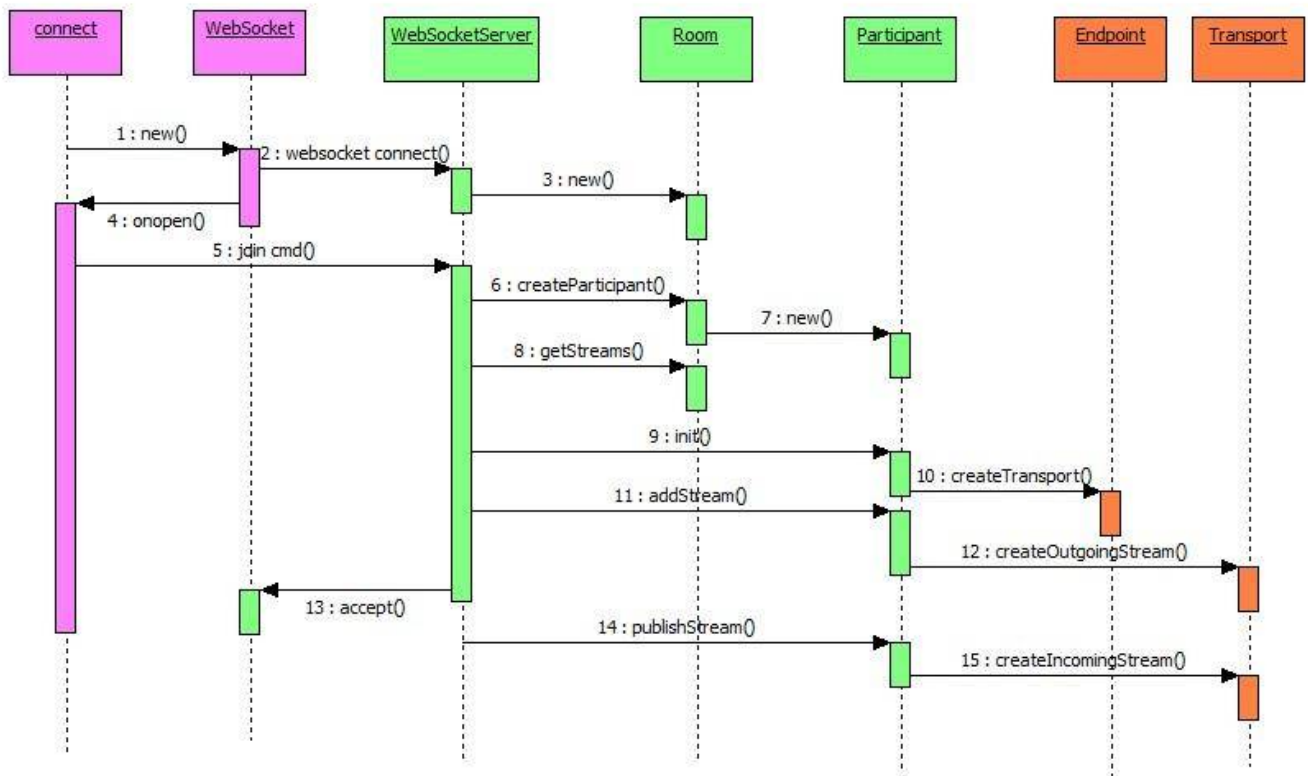 connect
WebSocket
WebSocketServer
Room
Participant
Endpoint
Transport
1 : new()
2 : websocket connect()
3 : new()
4 : onopen()
5 : join cmd()
6 : createParticipant()
7 : new()
8 : getStreams()
9 : init()
10 : createTransport()
11 : addStream()
12 : createOutgoingStream()
13 : accept()
14 : publishStream()
15 : createIncomingStream()